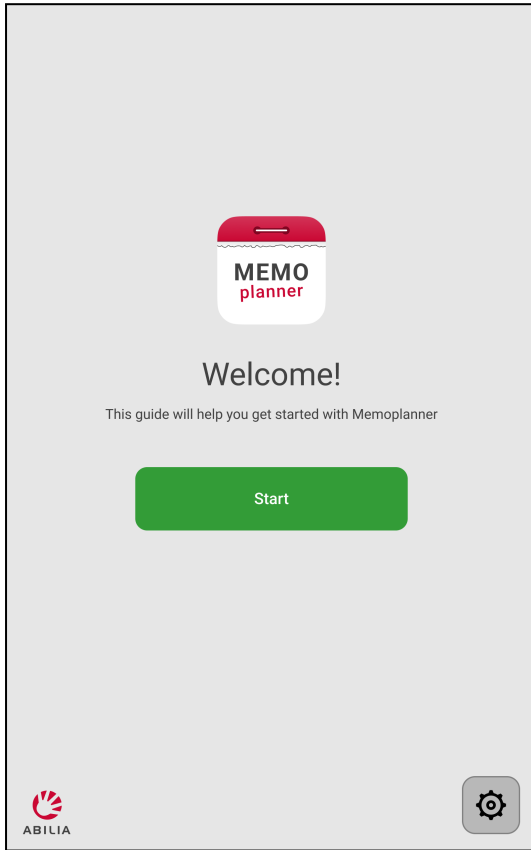 MEMO
planner
Welcome!
This guide will help you get started with Memoplanner
Start
ABILIA